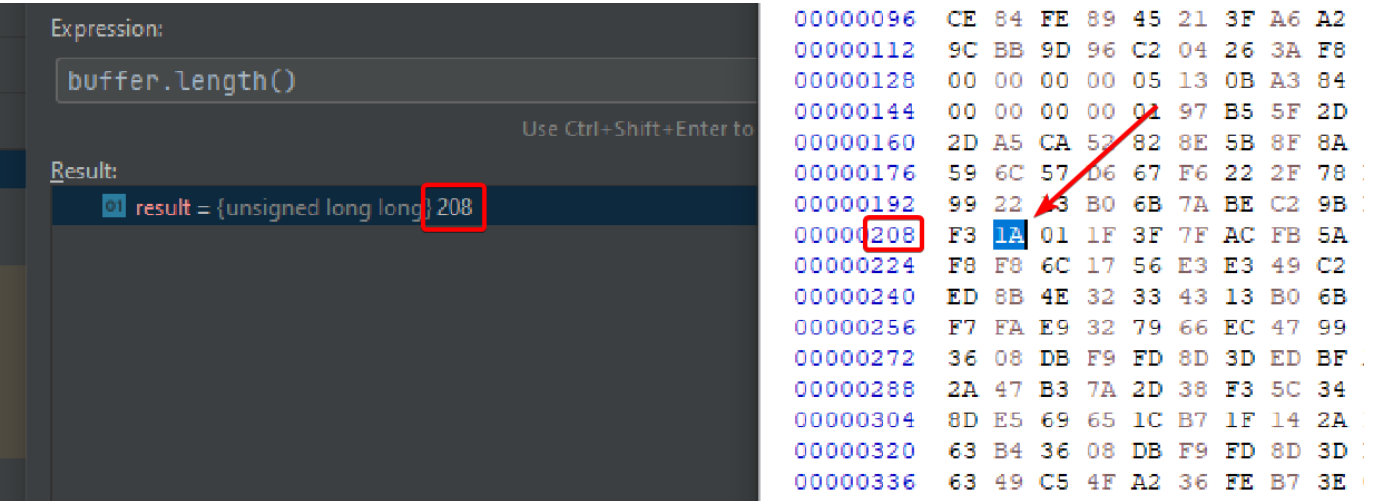 Expression:
buffer.length()
Use Ctrl+Shift+Enter to
Result:
01 result = {unsigned long long} 208
00000096 CE 84 FE 89 45 21 3F A6 A2
00000112 9C BB 9D 96 C2 04 26 3A F8
00000128 00 00 00 00 05 13 0B A3 84
00000144 00 00 00 00 01 97 B5 5F 2D
00000160 2D A5 CA 52 82 8E 5B 8F 8A
00000176 59 6C 57 D6 67 F6 22 2F 78
00000192 99 22 B0 6B 7A BE C2 9B
00000208 F3 1A 01 1F 3F 7F AC FB 5A
00000224 F8 F8 6C 17 56 E3 E3 49 C2
00000240 ED 8B 4E 32 33 43 13 B0 6B
00000256 F7 FA E9 32 79 66 EC 47 99
00000272 36 08 DB F9 FD 8D 3D ED BF
00000288 2A 47 B3 7A 2D 38 F3 5C 34
00000304 8D E5 69 65 1C B7 1F 14 2A
00000320 63 B4 36 08 DB F9 FD 8D 3D
00000336 63 49 C5 4F A2 36 FE B7 3E